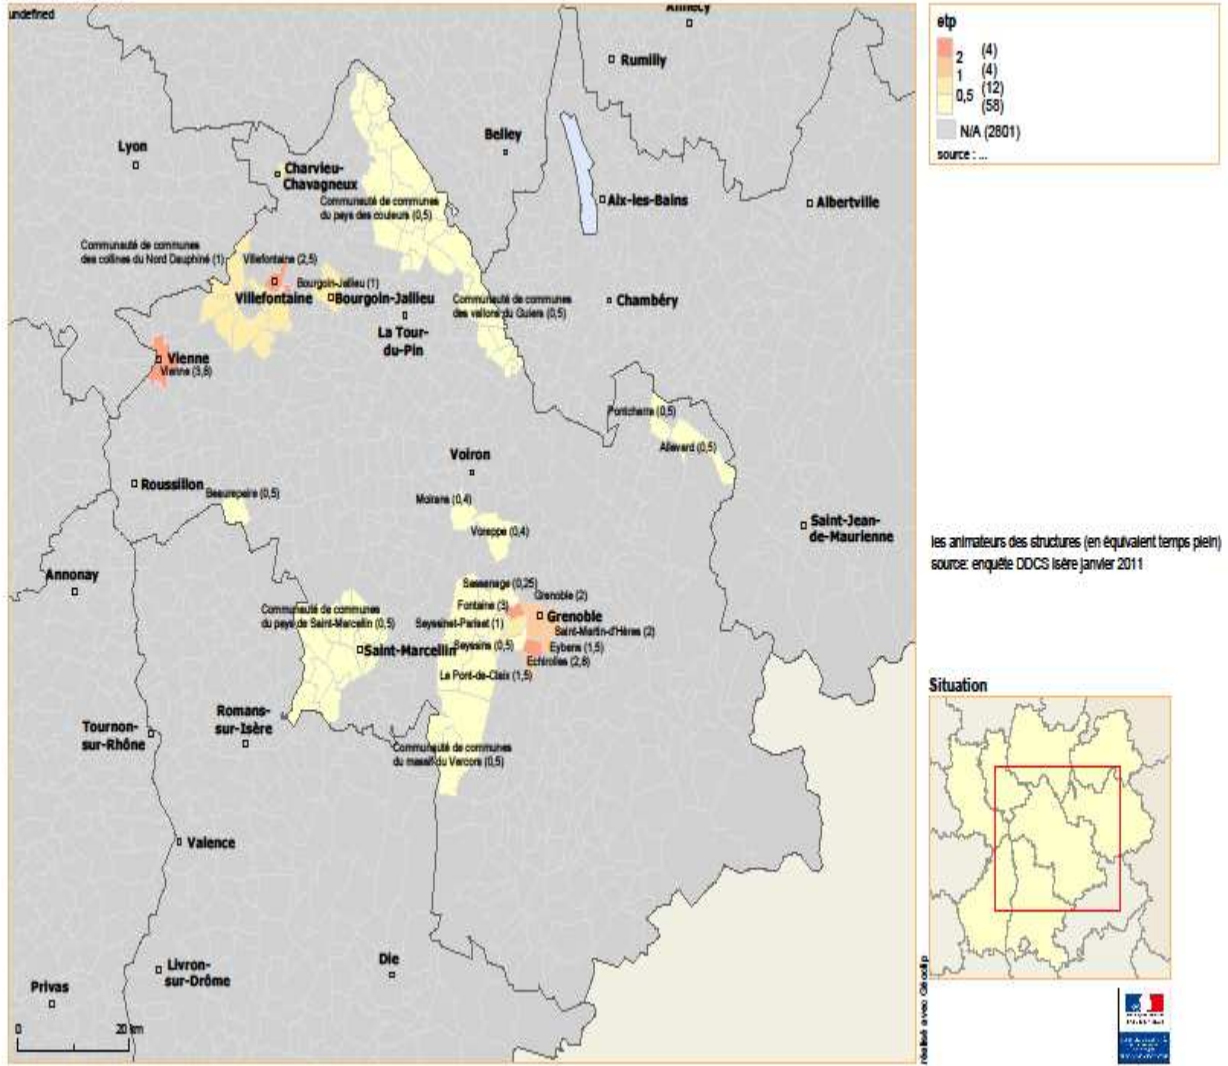 undefined
Annecy
Rumilly
Lyon
Belley
Charvieu-
Chavagneux
Communauté de communes
du pays des couleurs (0,5)
Aix-les-Bains
Albertville
Communauté de communes
des collines du Nord Dauphiné (1)
Villefontaine (2,5)
Bourgoin-Jallieu (1)
Villefontaine
Bourgoin-Jallieu
Communauté de communes
des vallons du Guiers (0,5)
Chambéry
La Tour-
du-Pin
Vienne
Vienne (3,8)
Pontcharra (0,5)
Allevard (0,5)
Voiron
Roussillon
Beaurepaire (0,5)
Moirans (0,4)
Voreppe (0,4)
Saint-Jean-
de-Maurienne
Annonay
Sassenage (0,25)
Grenoble (2)
Fontaine (3)
Communauté de communes
du pays de Saint-Marcellin (0,5)
Grenoble
Seyssinet-Pariset (1)
Saint-Martin-d'Hères (2)
Saint-Marcellin
Seyssins (0,5)
Eybens (1,5)
Echirolles (2,8)
Le Pont-de-Claix (1,5)
Romans-
sur-Isère
Tournon-
sur-Rhône
Communauté de communes
du massif du Vercors (0,5)
Valence
Die
Livron-
sur-Drôme
Privas
0 20 km
etp
(4)
2
(4)
1
(12)
0,5
(58)
N/A (2801)
source : ...
les animateurs des structures (en équivalent temps plein)
source: enquête DDCS Isère janvier 2011
Situation
réalisé avec Géoclip